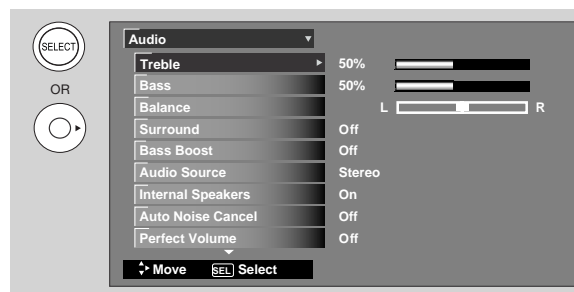 SELECT
OR
Audio
Treble 50%
Bass 50%
Balance L R
Surround Off
Bass Boost Off
Audio Source Stereo
Internal Speakers On
Auto Noise Cancel Off
Perfect Volume Off
Move SEL Select